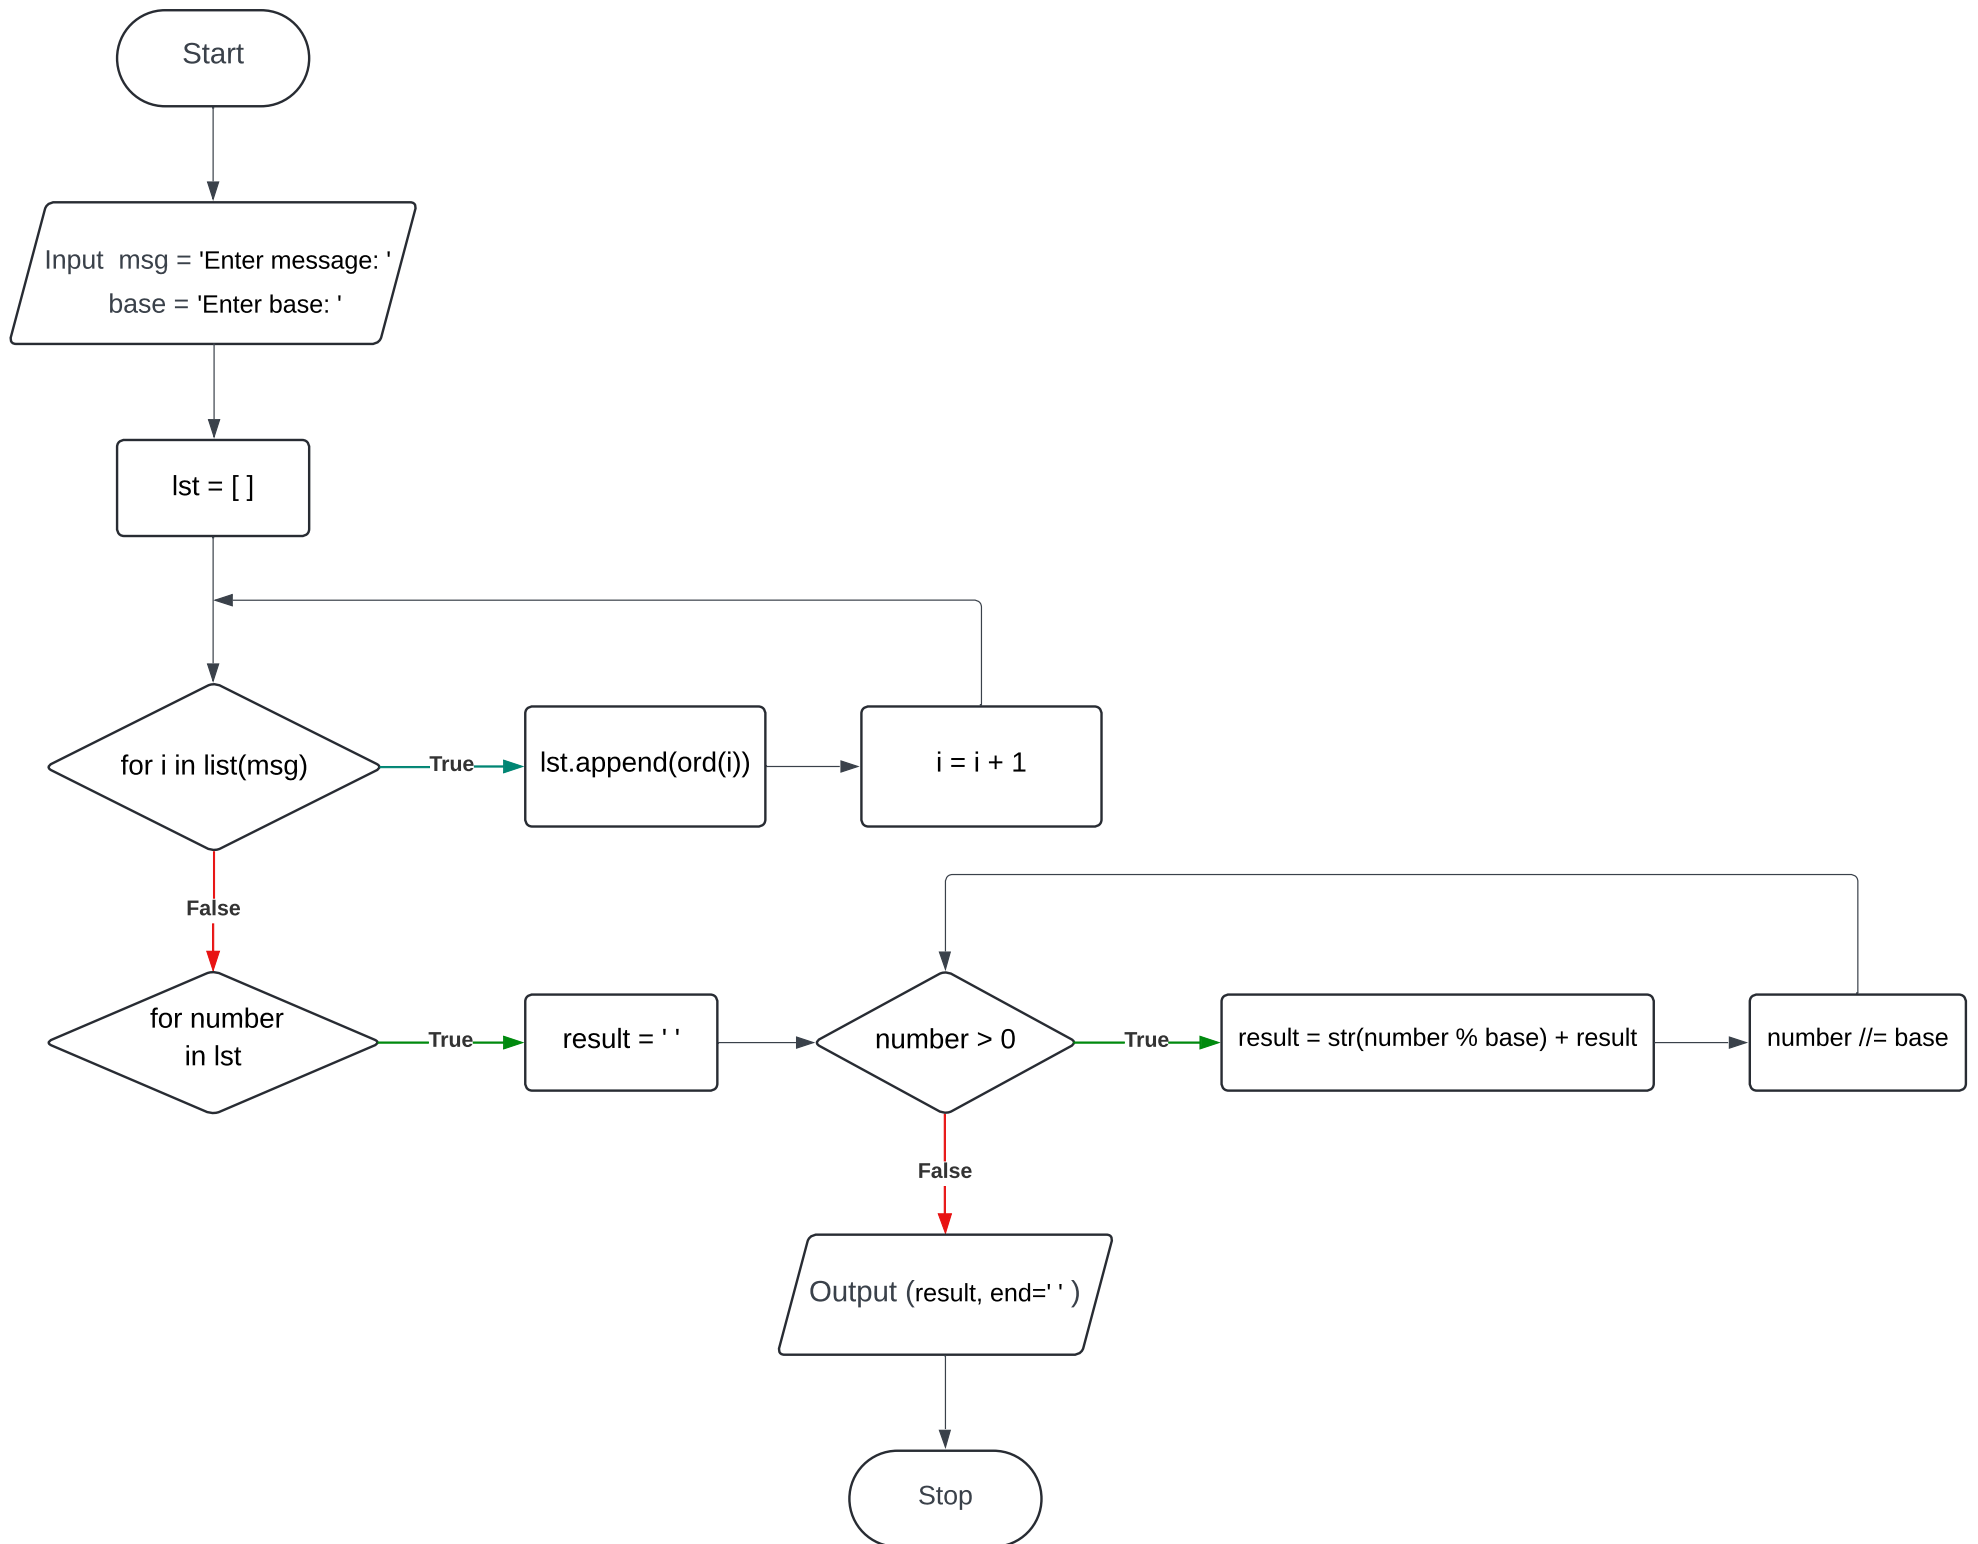 Start
Input  msg = 'Enter message: '
base = 'Enter base: '
lst = [ ]
for i in list(msg)
True
lst.append(ord(i))
i = i + 1
False
for number
in lst
True
result = ' '
number > 0
True
result = str(number % base) + result
number //= base
False
Output (result, end=' ' )
Stop